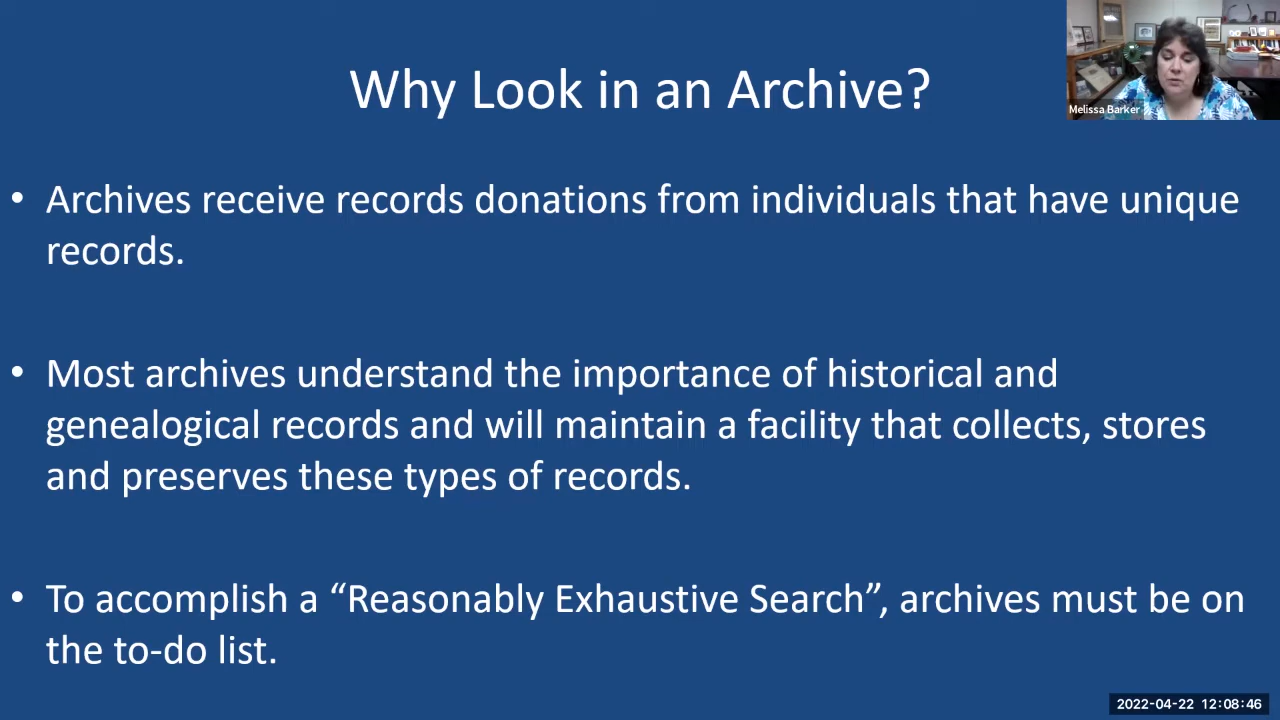 Why Look in an Archive?
Melissa Barker
• Archives receive records donations from individuals that have unique
records.
• Most archives understand the importance of historical and
genealogical records and will maintain a facility that collects, stores
and preserves these types of records.
• To accomplish a “Reasonably Exhaustive Search”, archives must be on
the to-do list.
2022-04-22 12:08:46